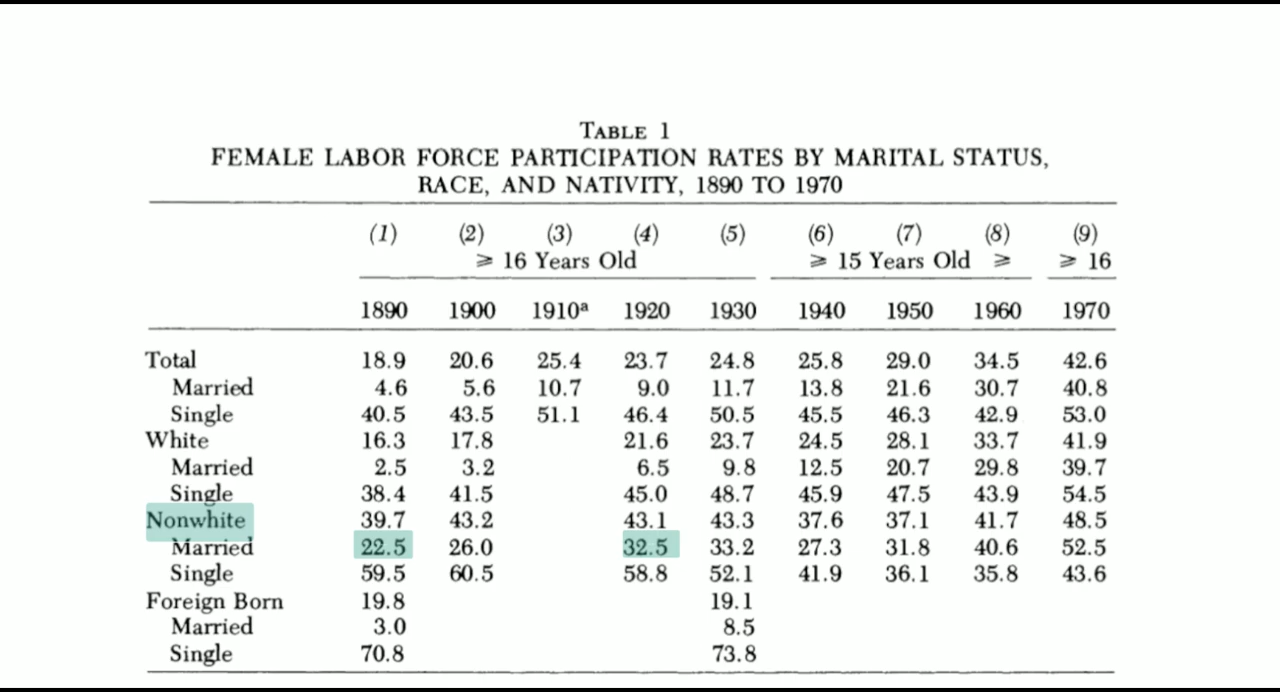 TABLE 1
FEMALE LABOR FORCE PARTICIPATION RATES BY MARITAL STATUS,
RACE, AND NATIVITY, 1890 TO 1970
(1) (2) (3) (4) (5) (6) (7) (8) (9)
≥ 16 Years Old ≥ 15 Years Old ≥ ≥ 16
1890 1900 1910ᵃ 1920 1930 1940 1950 1960 1970
Total 18.9 20.6 25.4 23.7 24.8 25.8 29.0 34.5 42.6
Married 4.6 5.6 10.7 9.0 11.7 13.8 21.6 30.7 40.8
Single 40.5 43.5 51.1 46.4 50.5 45.5 46.3 42.9 53.0
White 16.3 17.8 21.6 23.7 24.5 28.1 33.7 41.9
Married 2.5 3.2 6.5 9.8 12.5 20.7 29.8 39.7
Single 38.4 41.5 45.0 48.7 45.9 47.5 43.9 54.5
Nonwhite 39.7 43.2 43.1 43.3 37.6 37.1 41.7 48.5
Married 22.5 26.0 32.5 33.2 27.3 31.8 40.6 52.5
Single 59.5 60.5 58.8 52.1 41.9 36.1 35.8 43.6
Foreign Born 19.8 19.1
Married 3.0 8.5
Single 70.8 73.8